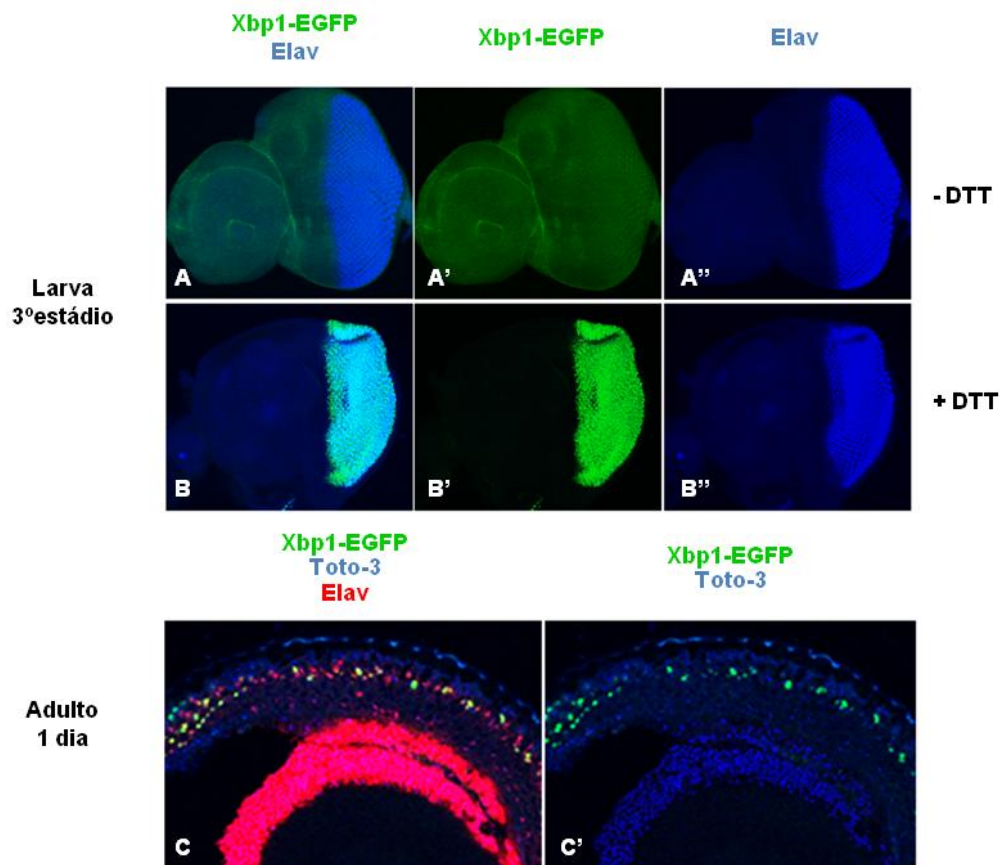 Xbp1-EGFP
Elav
Xbp1-EGFP
Elav
A
A'
A''
- DTT
Larva
3ºestádio
B
B'
B''
+ DTT
Xbp1-EGFP
Toto-3
Elav
Xbp1-EGFP
Toto-3
Adulto
1 dia
C
C'